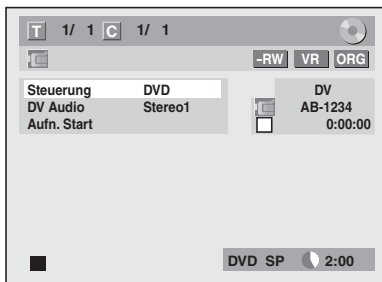 T 1/ 1 C 1/ 1
-RW VR ORG
Steuerung DVD
DV Audio Stereo1
Aufn. Start
DV
AB-1234
0:00:00
DVD SP 2:00